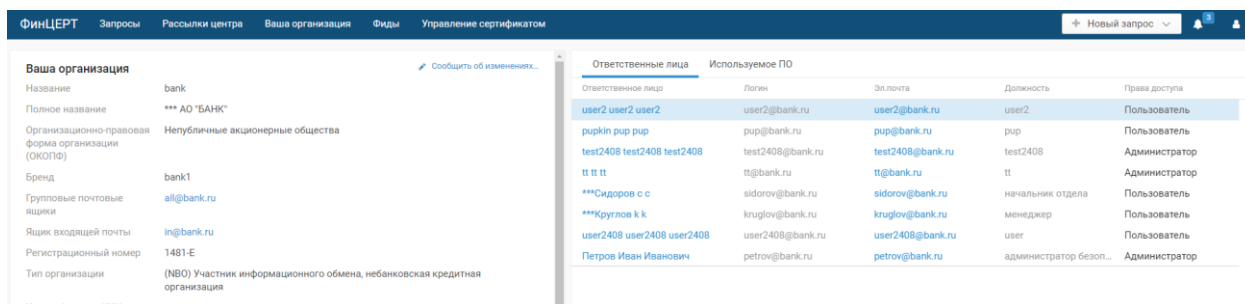 ФинЦЕРТ Запросы Рассылки центра Ваша организация Фиды Управление сертификатом + Новый запрос 3
Ваша организация Сообщить об изменениях...
Название bank
Полное название *** АО "БАНК"
Организационно-правовая Непубличные акционерные общества
форма организации
(ОКОПФ)
Бренд bank1
Групповые почтовые all@bank.ru
ящики
Ящик входящей почты in@bank.ru
Регистрационный номер 1481-Е
Тип организации (NBO) Участник информационного обмена, небанковская кредитная
организация
Ответственные лица Используемое ПО
Ответственное лицо Логин Эл.почта Должность Права доступа
user2 user2 user2 user2@bank.ru user2@bank.ru user2 Пользователь
pupkin pup pup pup@bank.ru pup@bank.ru pup Пользователь
test2408 test2408 test2408 test2408@bank.ru test2408@bank.ru test2408 Администратор
tt tt tt tt@bank.ru tt@bank.ru tt Администратор
***Сидоров с с sidorov@bank.ru sidorov@bank.ru начальник отдела Пользователь
***Круглов k k kruglov@bank.ru kruglov@bank.ru менеджер Пользователь
user2408 user2408 user2408 user2408@bank.ru user2408@bank.ru user Пользователь
Петров Иван Иванович petrov@bank.ru petrov@bank.ru администратор безоп... Администратор